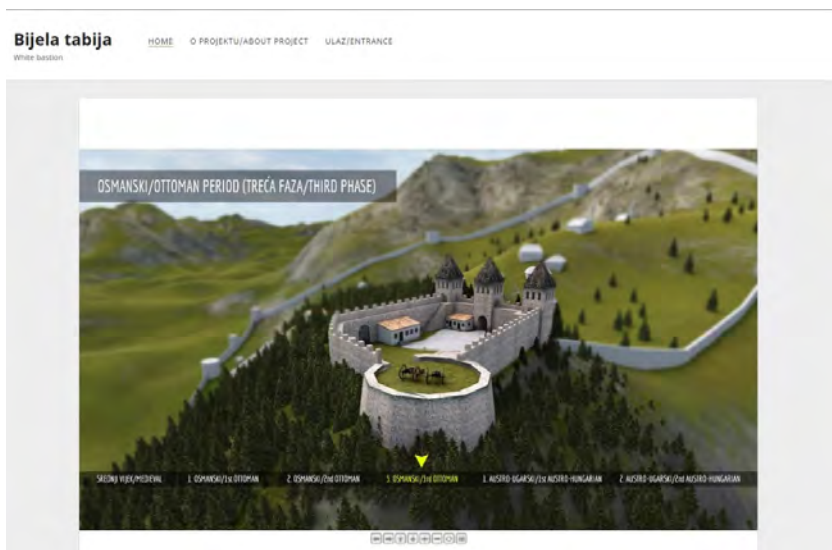 Bijela tabija
White bastion
HOME O PROJEKTU/ABOUT PROJECT ULAZ/ENTRANCE
OSMANSKI/OTTOMAN PERIOD (TREĆA FAZA/THIRD PHASE)
SREDNJI VIJEK/MEDIEVAL 1. OSMANSKI/1st OTTOMAN 2. OSMANSKI/2nd OTTOMAN 3. OSMANSKI/3rd OTTOMAN 1. AUSTRO-UGARSKI/1st AUSTRO-HUNGARIAN 2. AUSTRO-UGARSKI/2nd AUSTRO-HUNGARIAN